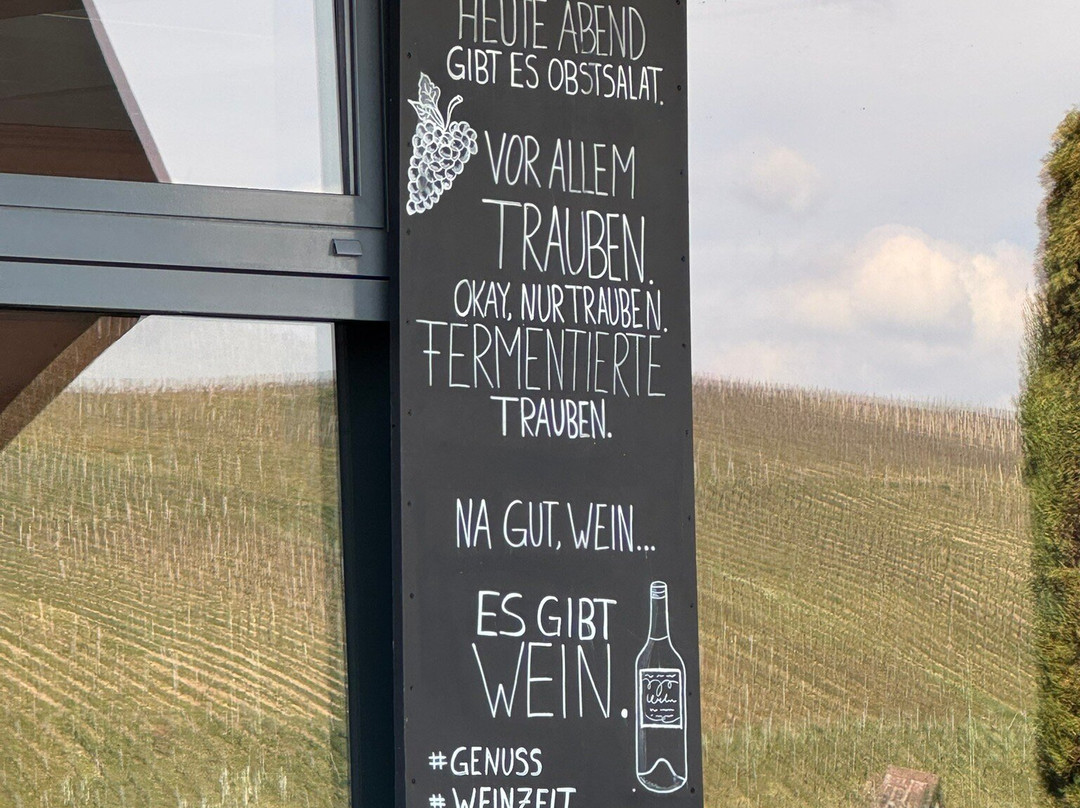 HEUTE ABEND
GIBT ES OBSTSALAT.
VOR ALLEM
TRAUBEN.
OKAY, NUR TRAUBEN.
FERMENTIERTE
TRAUBEN.
NA GUT, WEIN...
ES GIBT
WEIN.
#GENUSS
#WEINZEIT